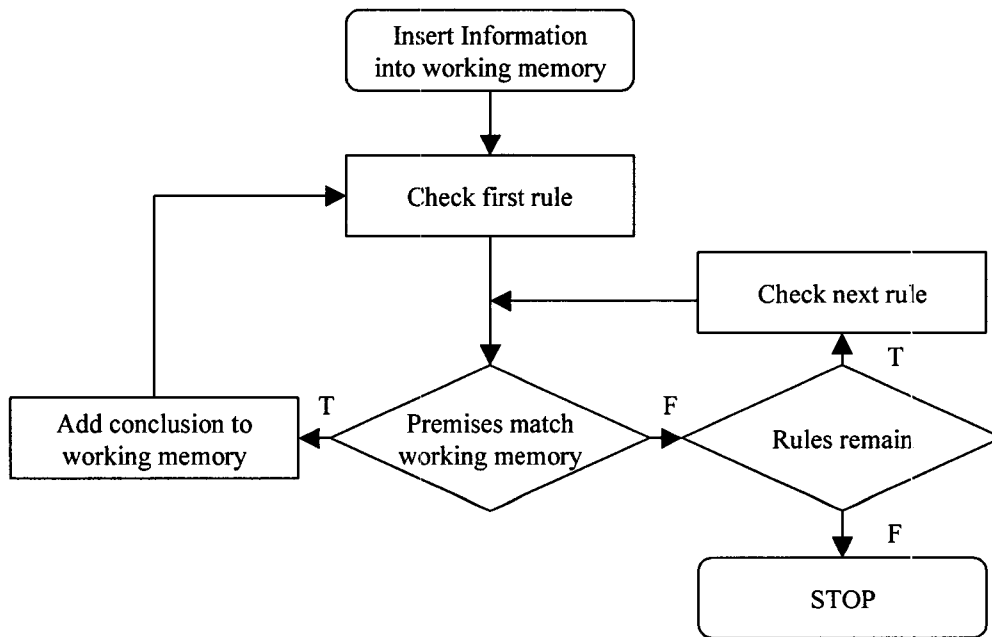 Insert Information
into working memory
Check first rule
Check next rule
T
T
F
Add conclusion to
working memory
Premises match
working memory
Rules remain
F
STOP